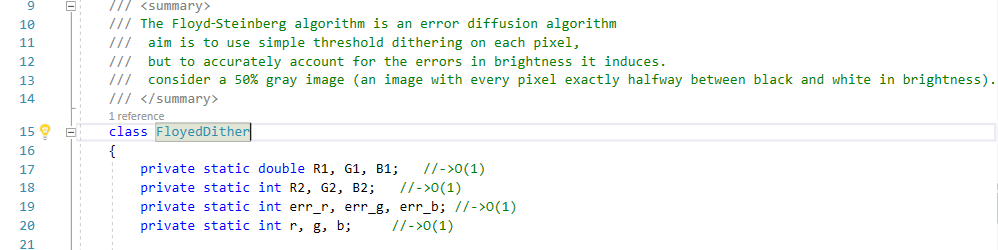 9 /// <summary>
10 /// The Floyd-Steinberg algorithm is an error diffusion algorithm
11 ///  aim is to use simple threshold dithering on each pixel,
12 ///  but to accurately account for the errors in brightness it induces.
13 ///  consider a 50% gray image (an image with every pixel exactly halfway between black and white in brightness).
14 /// </summary>
1 reference
15 class FloyedDither
16 {
17 private static double R1, G1, B1;   //->O(1)
18 private static int R2, G2, B2;   //->O(1)
19 private static int err_r, err_g, err_b; //->O(1)
20 private static int r, g, b;     //->O(1)
21